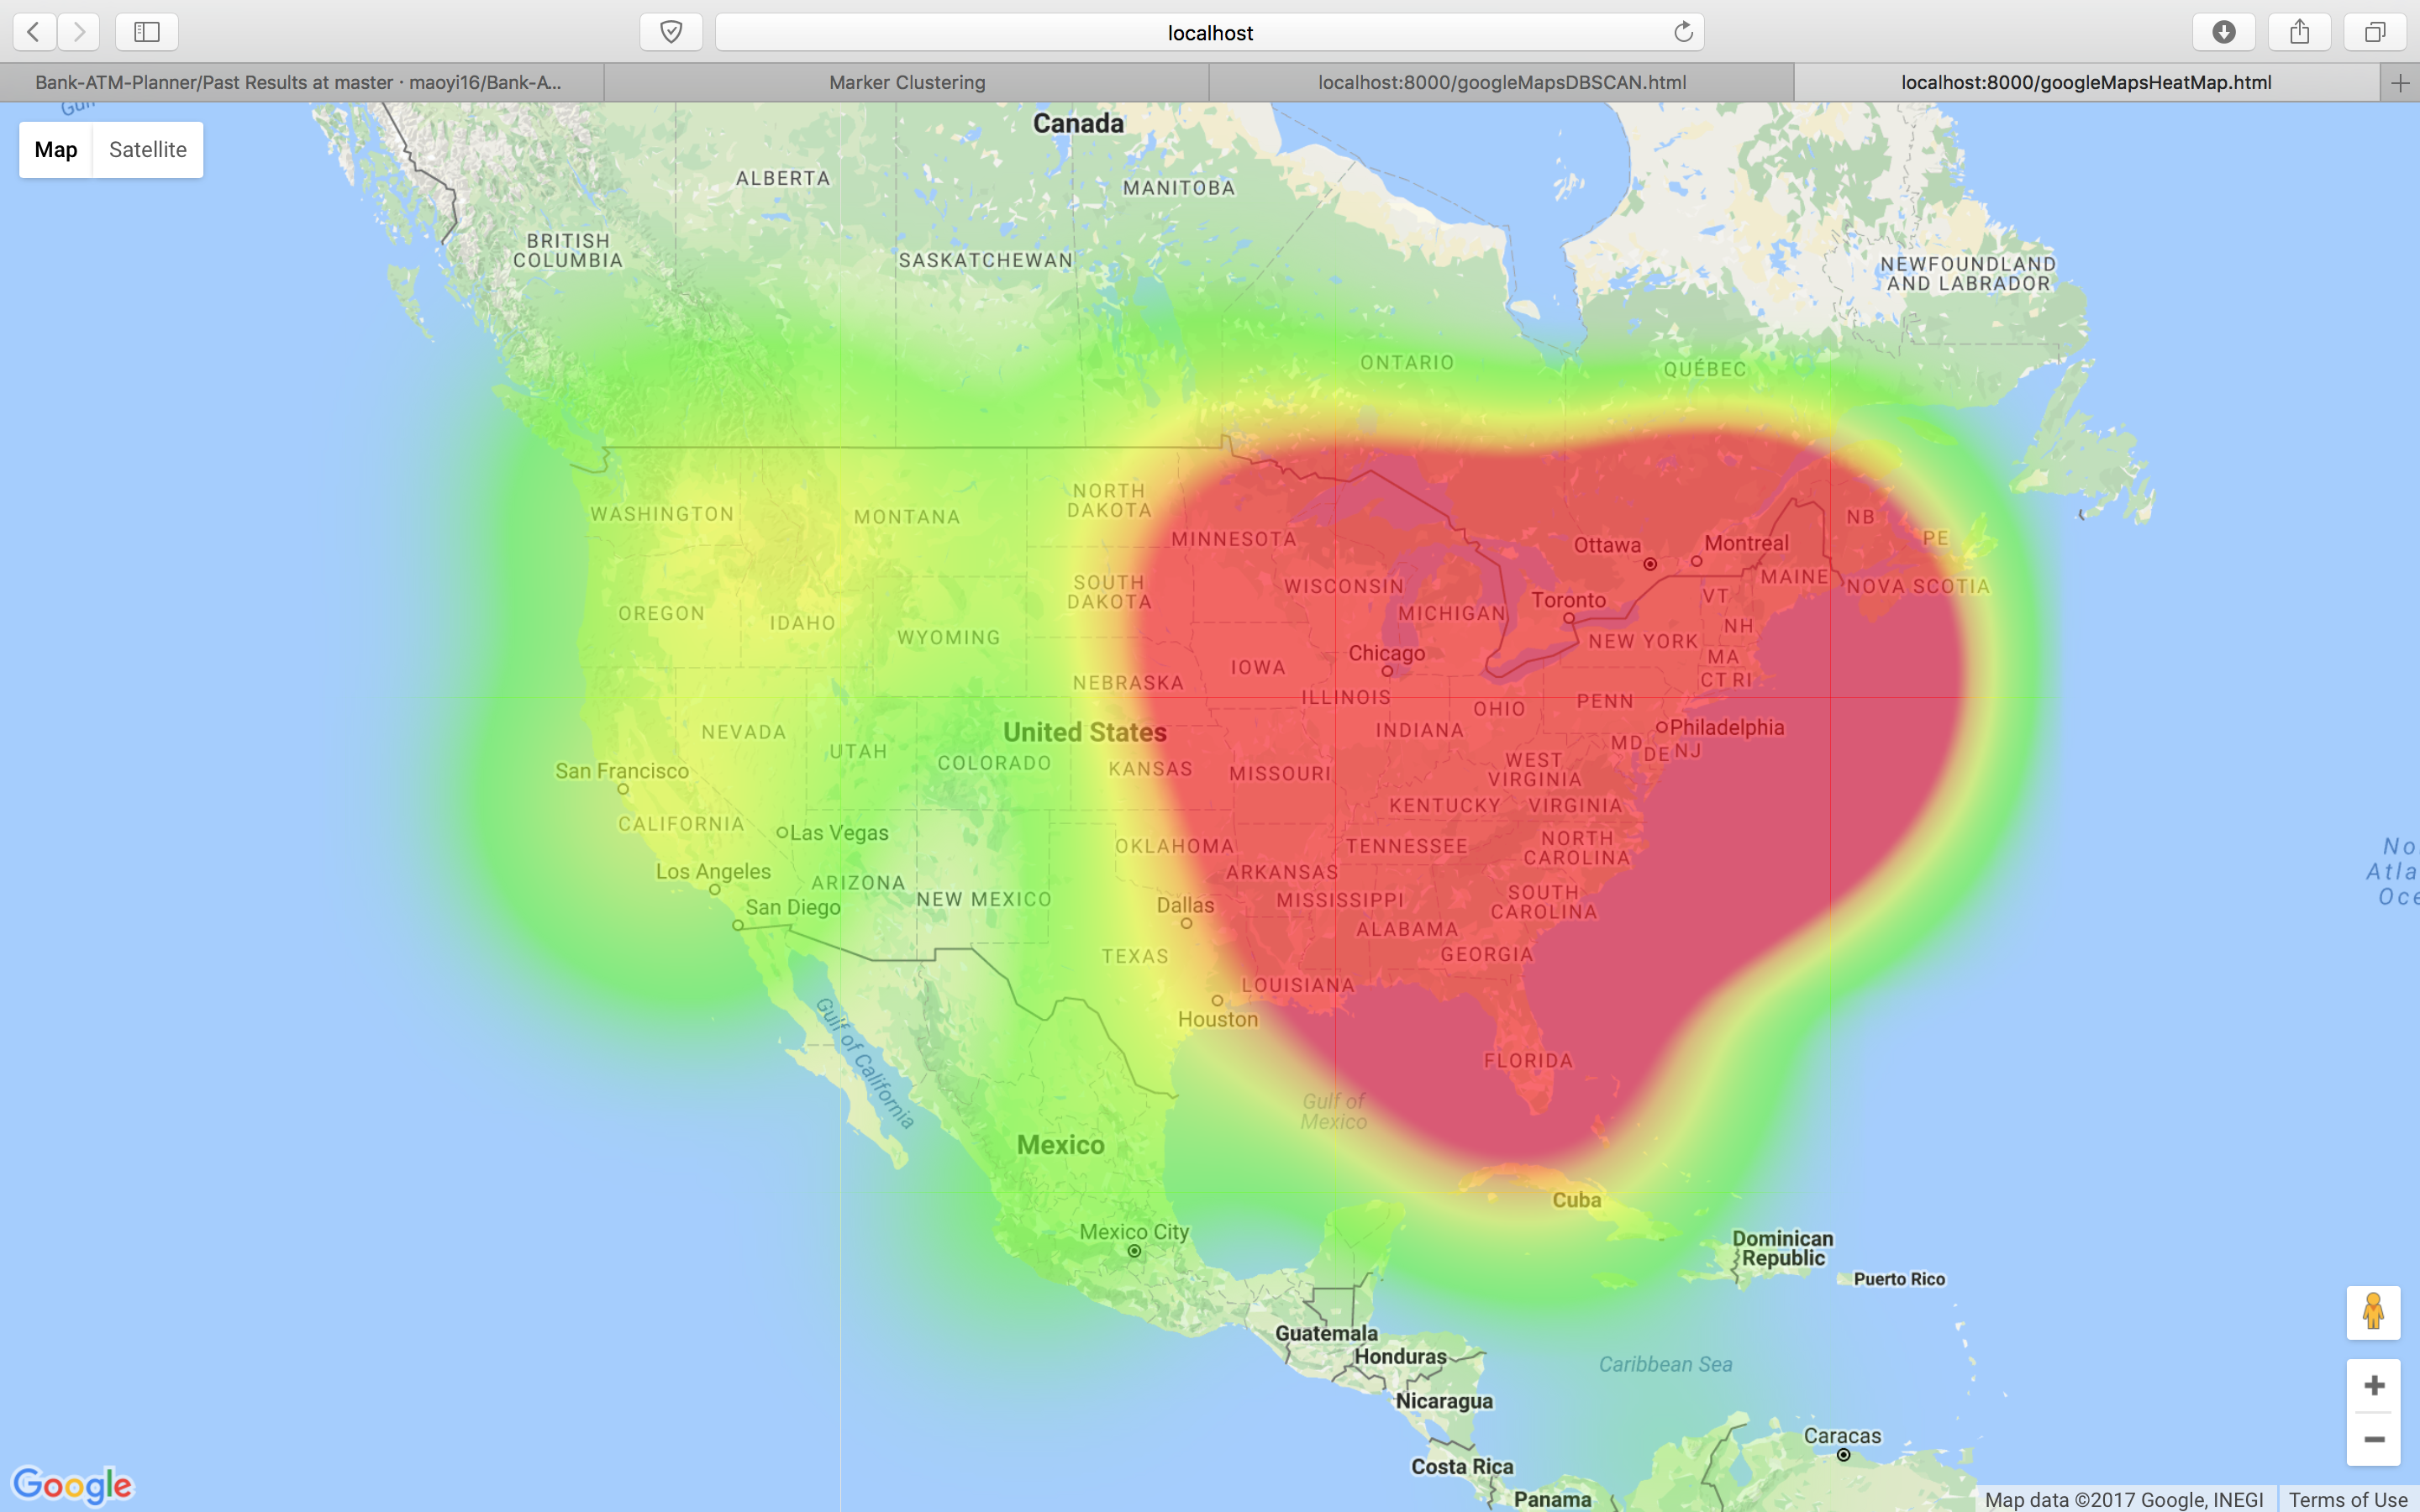 localhost
Bank-ATM-Planner/Past Results at master · maoyi16/Bank-A...
Marker Clustering
localhost:8000/googleMapsDBSCAN.html
localhost:8000/googleMapsHeatMap.html
Map
Satellite
Canada
ALBERTA
MANITOBA
BRITISH
COLUMBIA
SASKATCHEWAN
NEWFOUNDLAND
AND LABRADOR
ONTARIO
QUÉBEC
NORTH
DAKOTA
WASHINGTON
MONTANA
NB
MINNESOTA
PE
Ottawa
Montreal
MAINE
NOVA SCOTIA
SOUTH
DAKOTA
WISCONSIN
MICHIGAN
Toronto
VT
OREGON
IDAHO
WYOMING
NH
NEW YORK
MA
Chicago
IOWA
CT RI
NEBRASKA
ILLINOIS
PENN
OHIO
Philadelphia
United States
NEVADA
INDIANA
MD
DE
NJ
UTAH
COLORADO
KANSAS
MISSOURI
WEST
VIRGINIA
San Francisco
KENTUCKY
VIRGINIA
CALIFORNIA
Las Vegas
OKLAHOMA
TENNESSEE
NORTH
CAROLINA
Los Angeles
ARIZONA
ARKANSAS
NEW MEXICO
MISSISSIPPI
SOUTH
CAROLINA
San Diego
Dallas
ALABAMA
TEXAS
GEORGIA
LOUISIANA
Houston
Gulf of California
FLORIDA
Gulf of
Mexico
Mexico
Cuba
Mexico City
Dominican
Republic
Puerto Rico
Guatemala
Honduras
Caribbean Sea
Nicaragua
Caracas
Costa Rica
Panama
Google
Map data ©2017 Google, INEGI
Terms of Use